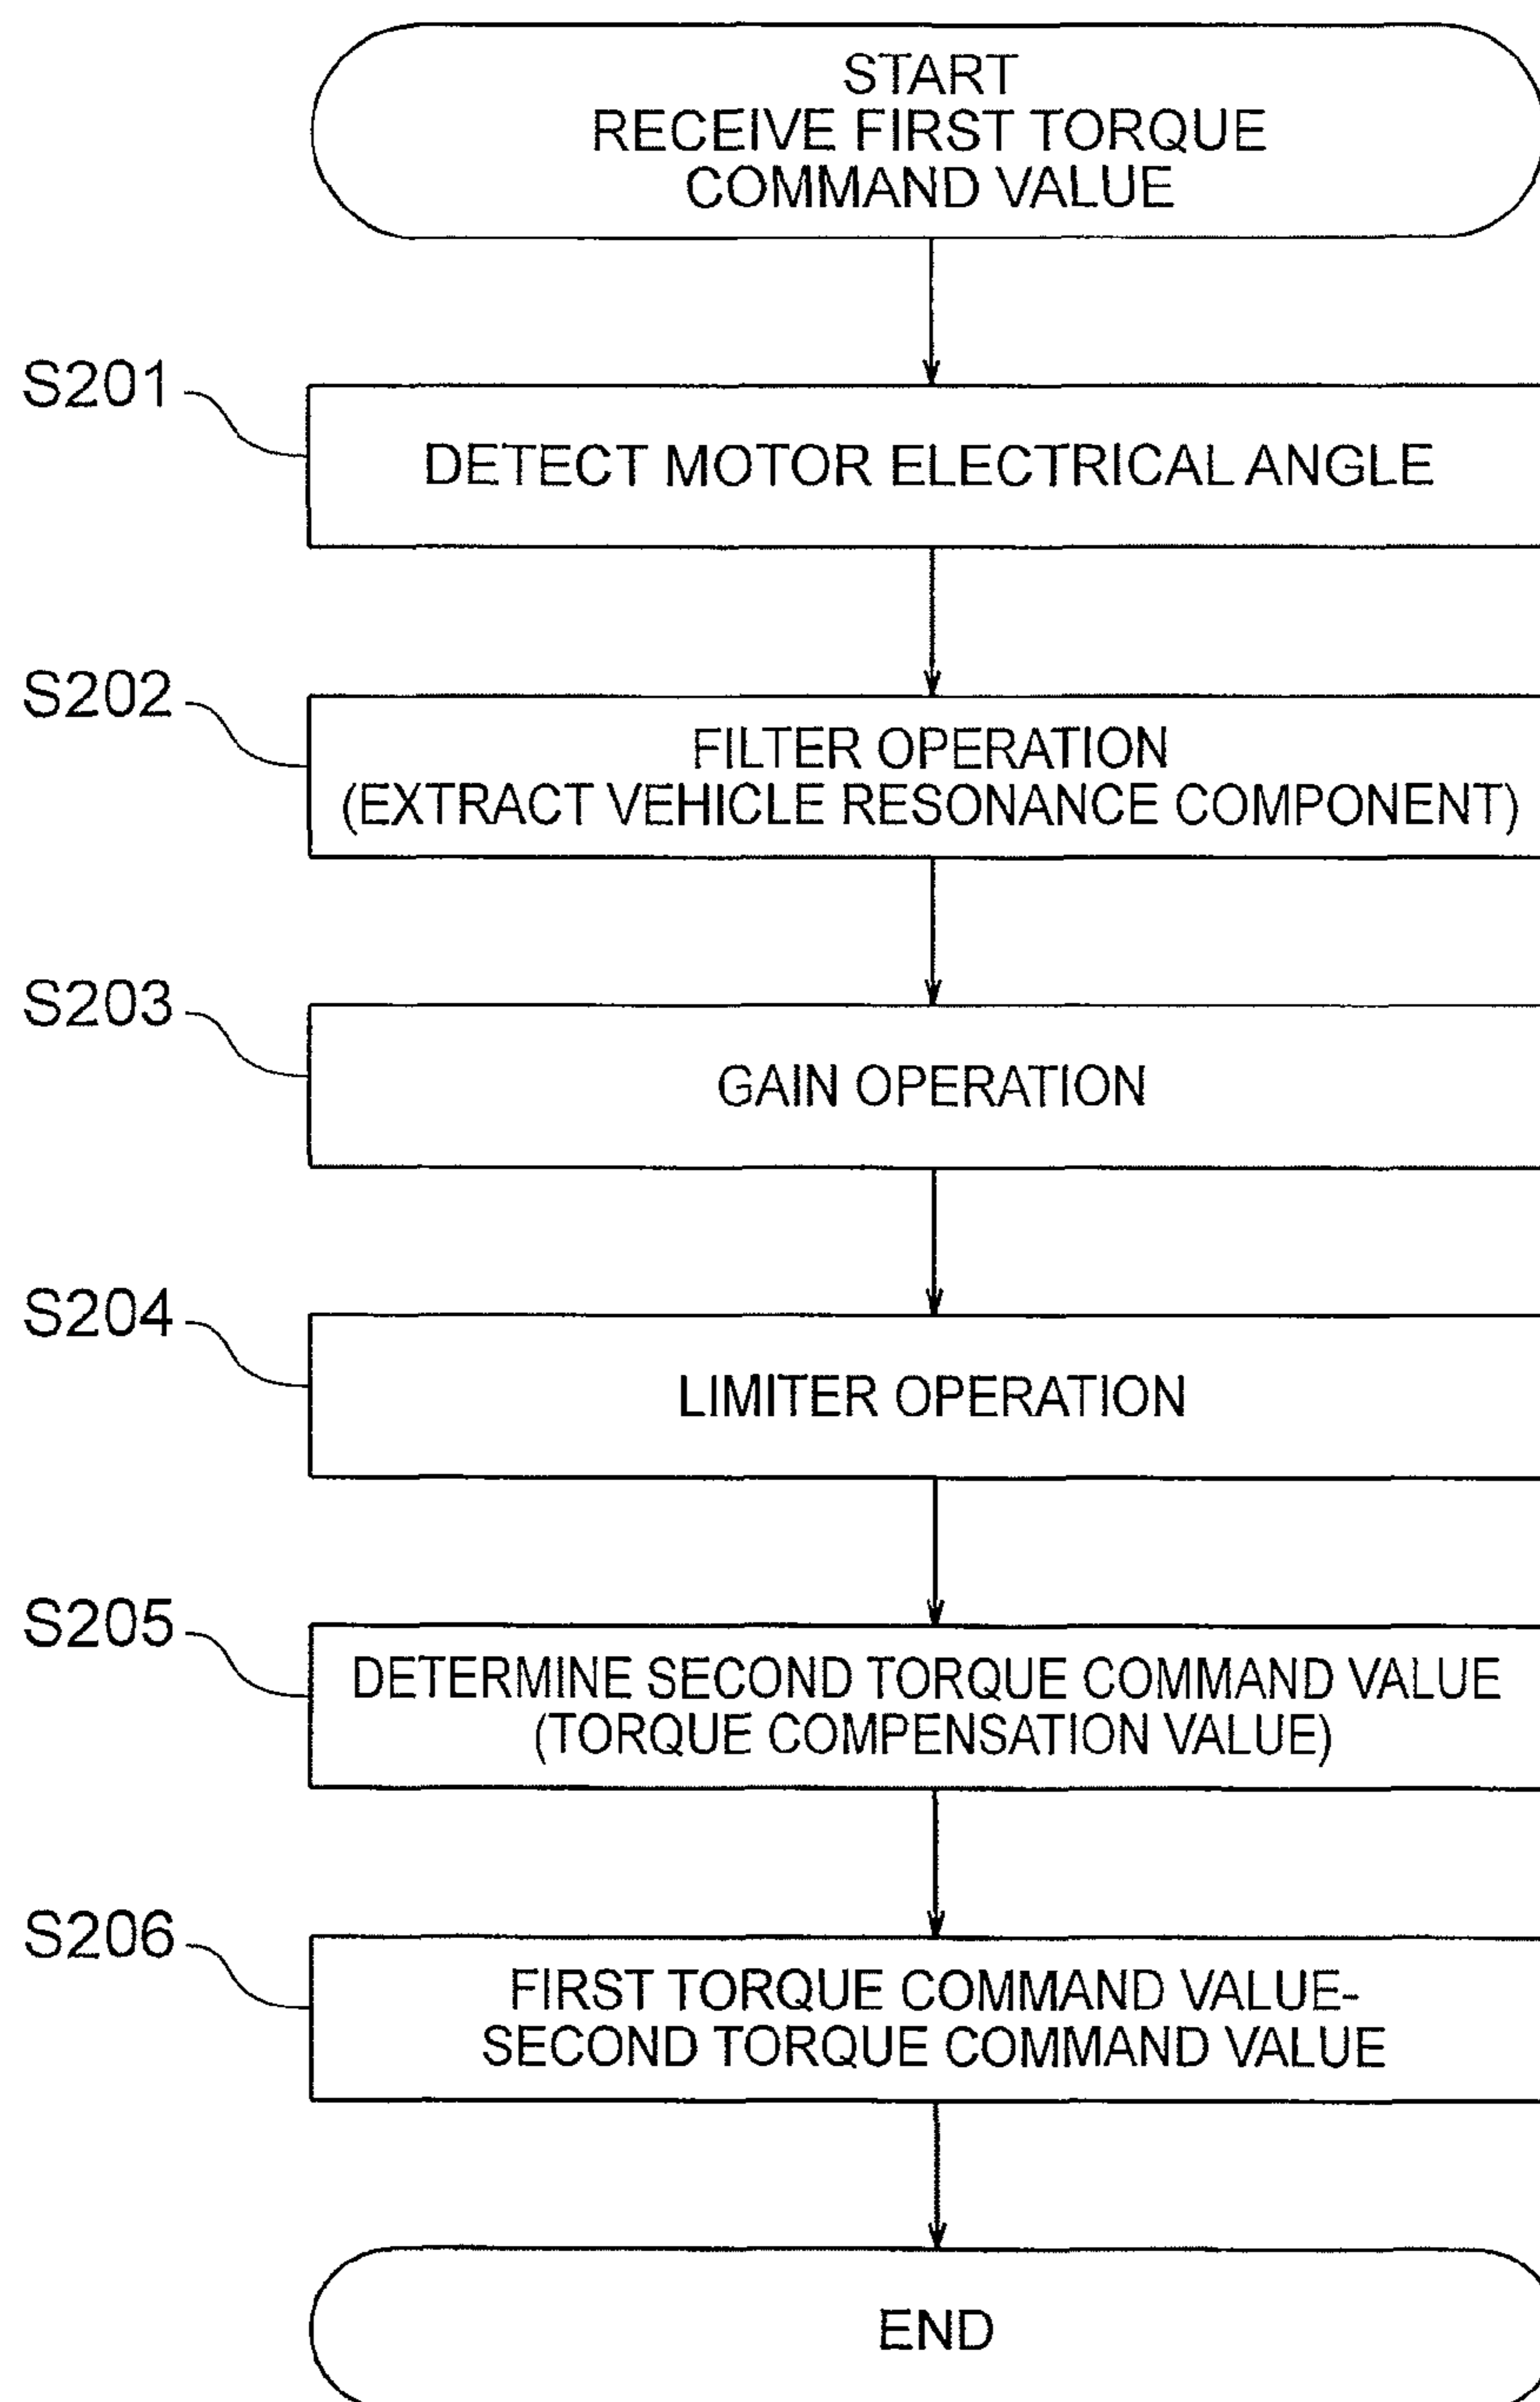 START
RECEIVE FIRST TORQUE
COMMAND VALUE
S201
DETECT MOTOR ELECTRICAL ANGLE
S202
FILTER OPERATION
(EXTRACT VEHICLE RESONANCE COMPONENT)
S203
GAIN OPERATION
S204
LIMITER OPERATION
S205
DETERMINE SECOND TORQUE COMMAND VALUE
(TORQUE COMPENSATION VALUE)
S206
FIRST TORQUE COMMAND VALUE-
SECOND TORQUE COMMAND VALUE
END